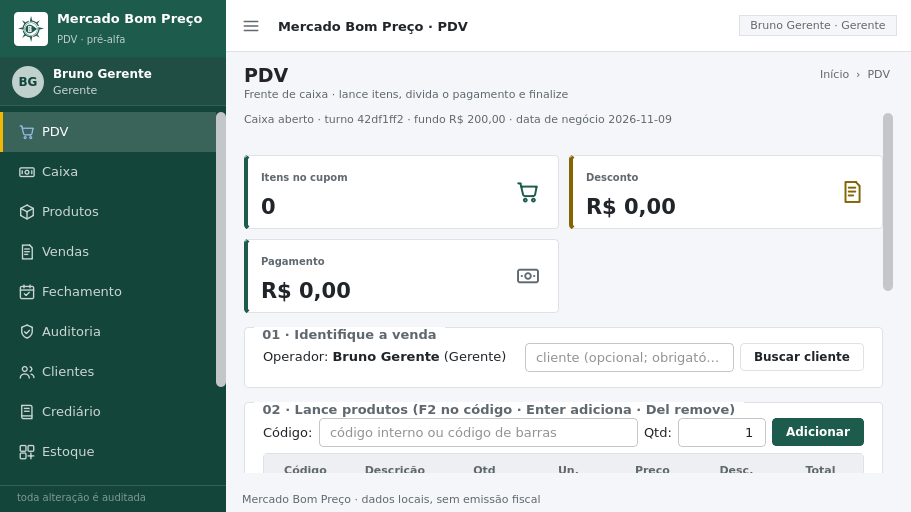 Mercado Bom Preço
PDV · pré-alfa
BG
Bruno Gerente
Gerente
PDV
Caixa
Produtos
Vendas
Fechamento
Auditoria
Clientes
Crediário
Estoque
toda alteração é auditada
Mercado Bom Preço · PDV
Bruno Gerente · Gerente
PDV
Início › PDV
Frente de caixa · lance itens, divida o pagamento e finalize
Caixa aberto · turno 42df1ff2 · fundo R$ 200,00 · data de negócio 2026-11-09
Itens no cupom
0
Desconto
R$ 0,00
Pagamento
R$ 0,00
01 · Identifique a venda
Operador: Bruno Gerente (Gerente) cliente (opcional; obrigató… Buscar cliente
02 · Lance produtos (F2 no código · Enter adiciona · Del remove)
Código: código interno ou código de barras Qtd: 1 Adicionar
Código Descrição Qtd Un. Preço Desc. Total
Mercado Bom Preço · dados locais, sem emissão fiscal